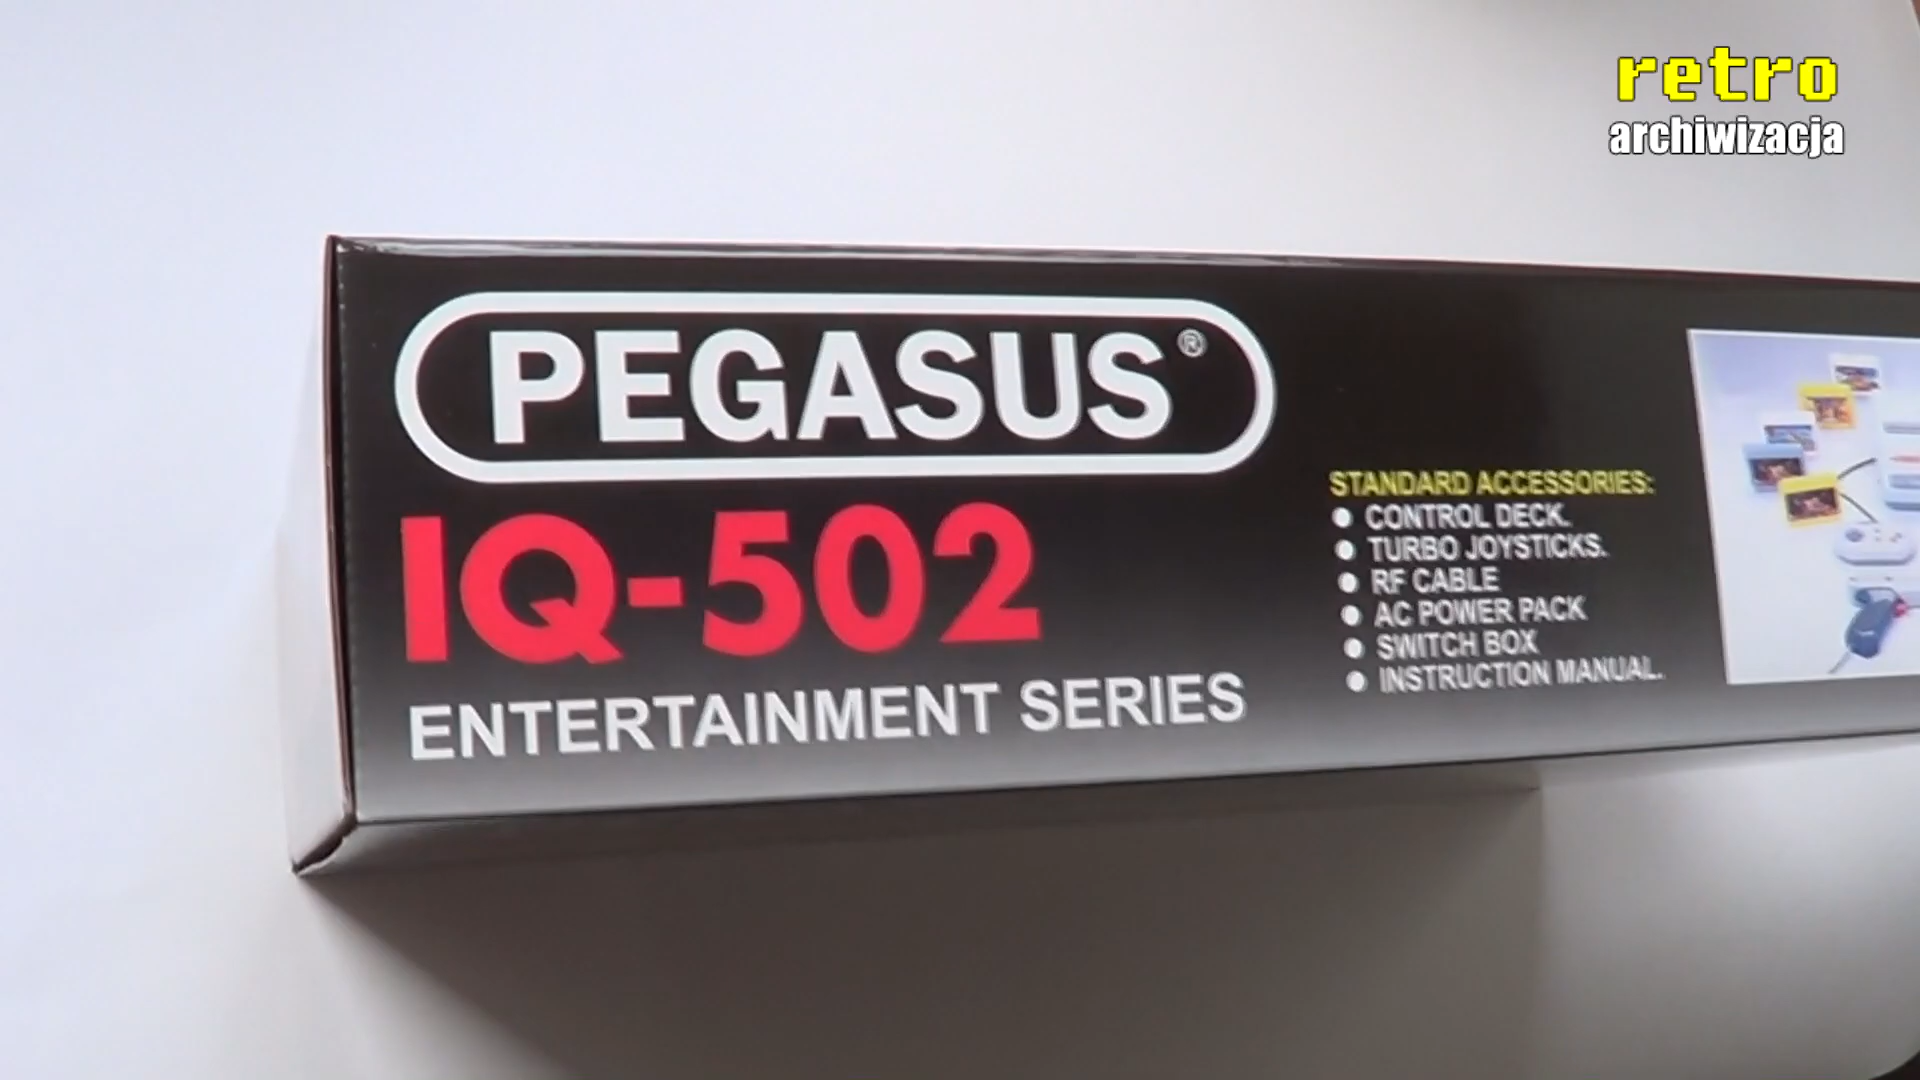 retro
archiwizacja
PEGASUS®
IQ-502
ENTERTAINMENT SERIES
STANDARD ACCESSORIES:
● CONTROL DECK.
● TURBO JOYSTICKS.
● RF CABLE
● AC POWER PACK
● SWITCH BOX
● INSTRUCTION MANUAL.